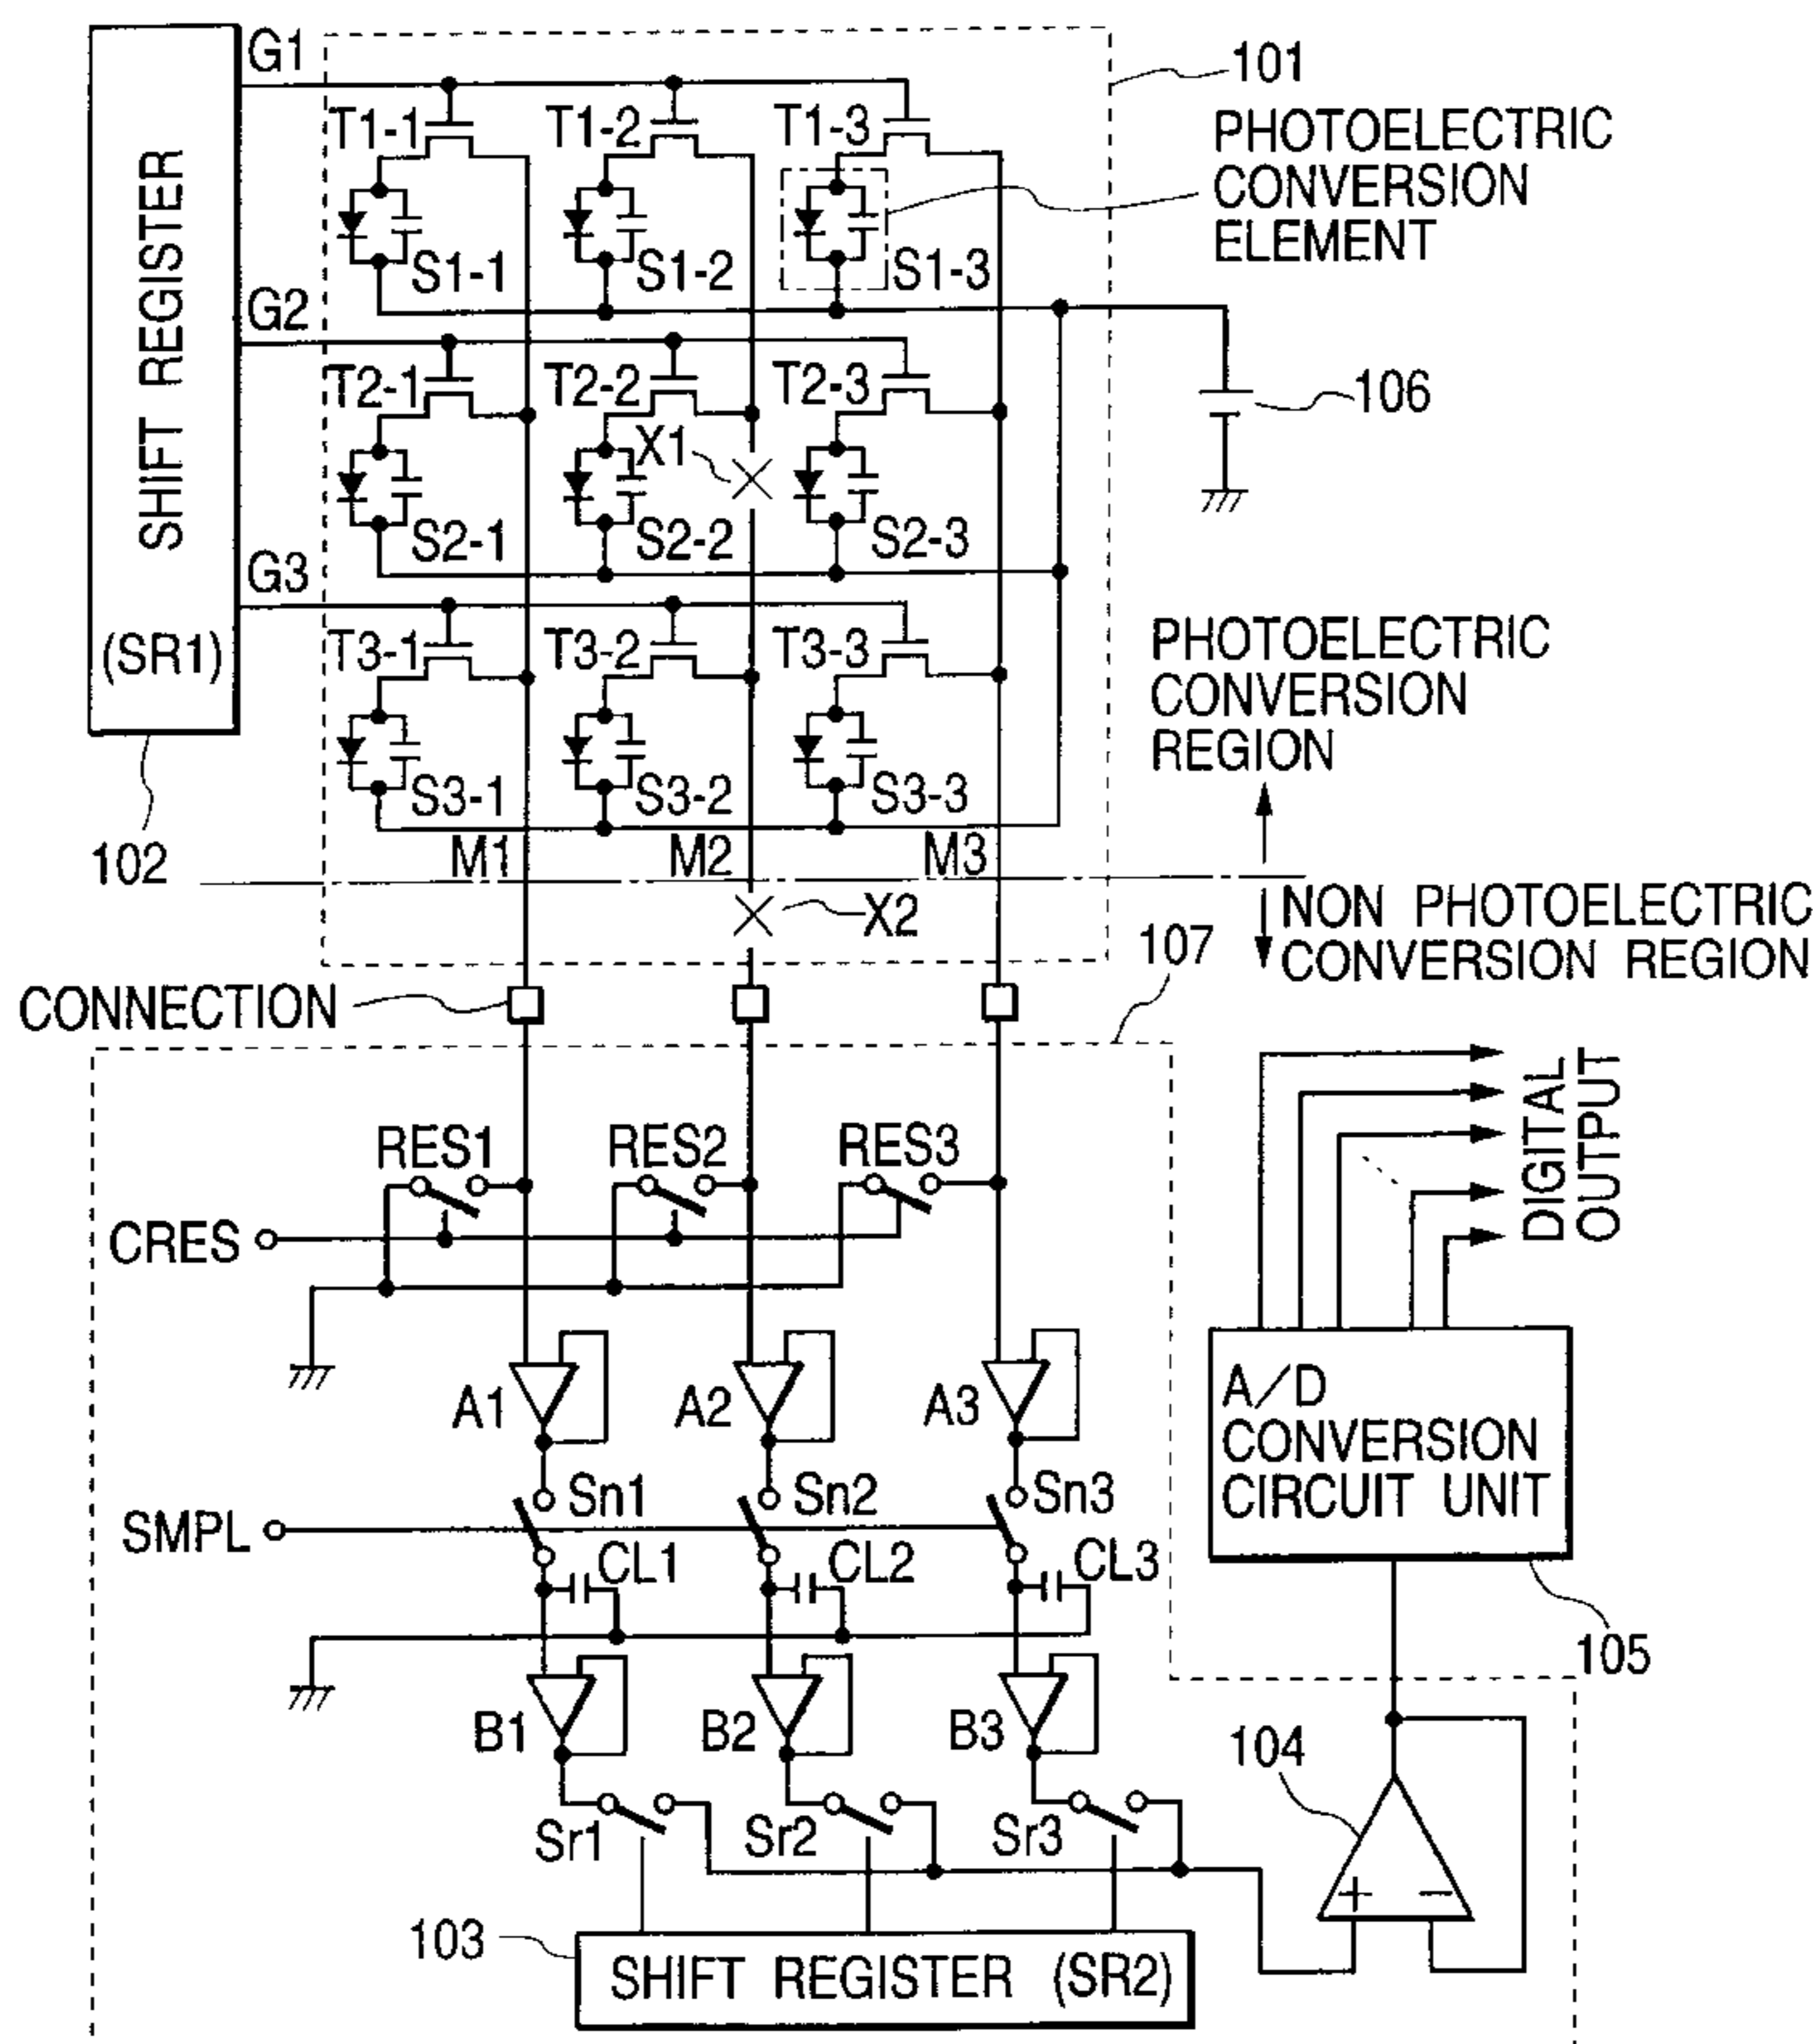 G1
101
T1-1
T1-2
T1-3
PHOTOELECTRIC
CONVERSION
ELEMENT
SHIFT REGISTER
(SR1)
S1-1
S1-2
S1-3
G2
T2-1
T2-2
T2-3
106
X1
S2-1
S2-2
S2-3
G3
T3-1
T3-2
T3-3
PHOTOELECTRIC
CONVERSION
REGION
S3-1
S3-2
S3-3
102
M1
M2
M3
X2
NON PHOTOELECTRIC
CONVERSION REGION
107
CONNECTION
RES1
RES2
RES3
CRES
DIGITAL
OUTPUT
A1
A2
A3
A/D
CONVERSION
CIRCUIT UNIT
Sn1
Sn2
Sn3
SMPL
CL1
CL2
CL3
105
B1
B2
B3
104
Sr1
Sr2
Sr3
+ −
103
SHIFT REGISTER (SR2)